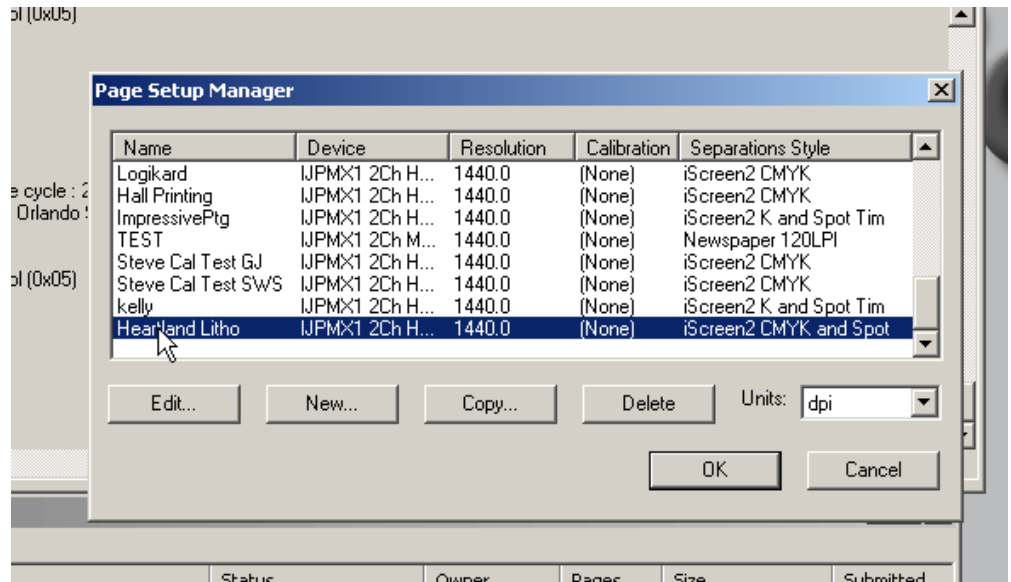 ol (0x05)
Page Setup Manager
Name Device Resolution Calibration Separations Style
Logikard IJPMX1 2Ch H... 1440.0 (None) iScreen2 CMYK
e cycle : 2
Hall Printing IJPMX1 2Ch H... 1440.0 (None) iScreen2 CMYK
Orlando
ImpressivePtg IJPMX1 2Ch H... 1440.0 (None) iScreen2 K and Spot Tim
TEST IJPMX1 2Ch M... 1440.0 (None) Newspaper 120LPI
Steve Cal Test GJ IJPMX1 2Ch H... 1440.0 (None) iScreen2 CMYK
ol (0x05)
Steve Cal Test SWS IJPMX1 2Ch H... 1440.0 (None) iScreen2 CMYK
kelly IJPMX1 2Ch H... 1440.0 (None) iScreen2 K and Spot Tim
Heartland Litho IJPMX1 2Ch H... 1440.0 (None) iScreen2 CMYK and Spot
Edit... New... Copy... Delete Units: dpi
OK Cancel
Status Owner Pages Size Submitted